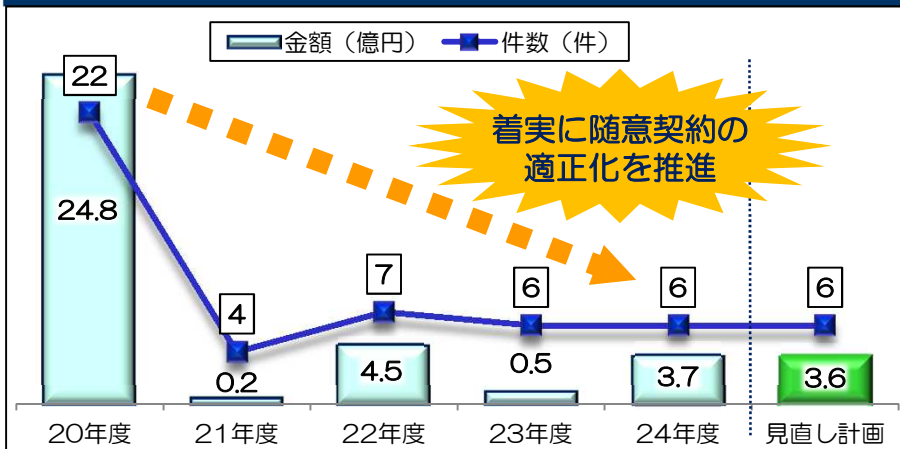 金額（億円） 件数（件）
着実に随意契約の
適正化を推進
22
4
7
6
6
6
24.8
0.2
4.5
0.5
3.7
3.6
20年度
21年度
22年度
23年度
24年度
見直し計画